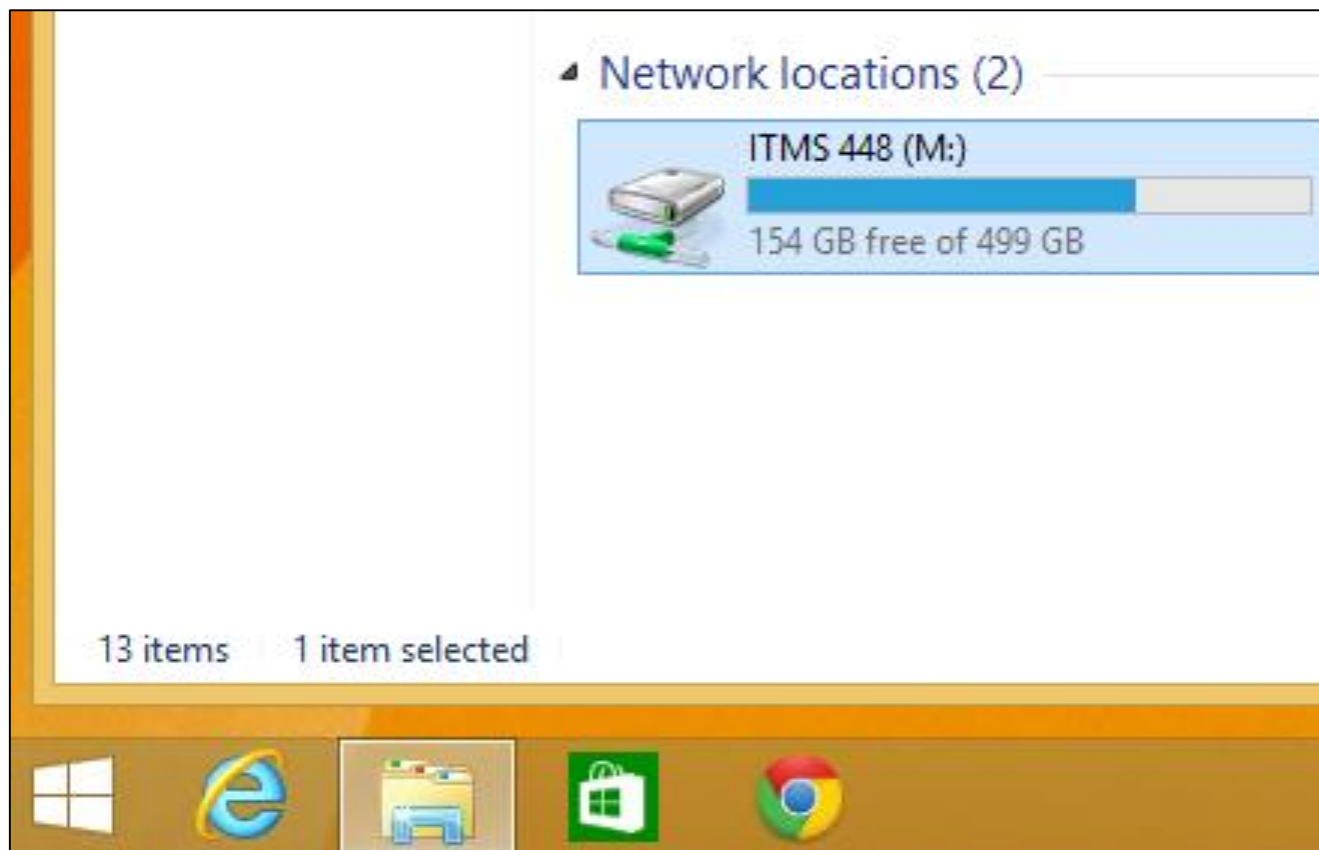 Network locations (2)
ITMS 448 (M:)
154 GB free of 499 GB
13 items 1 item selected